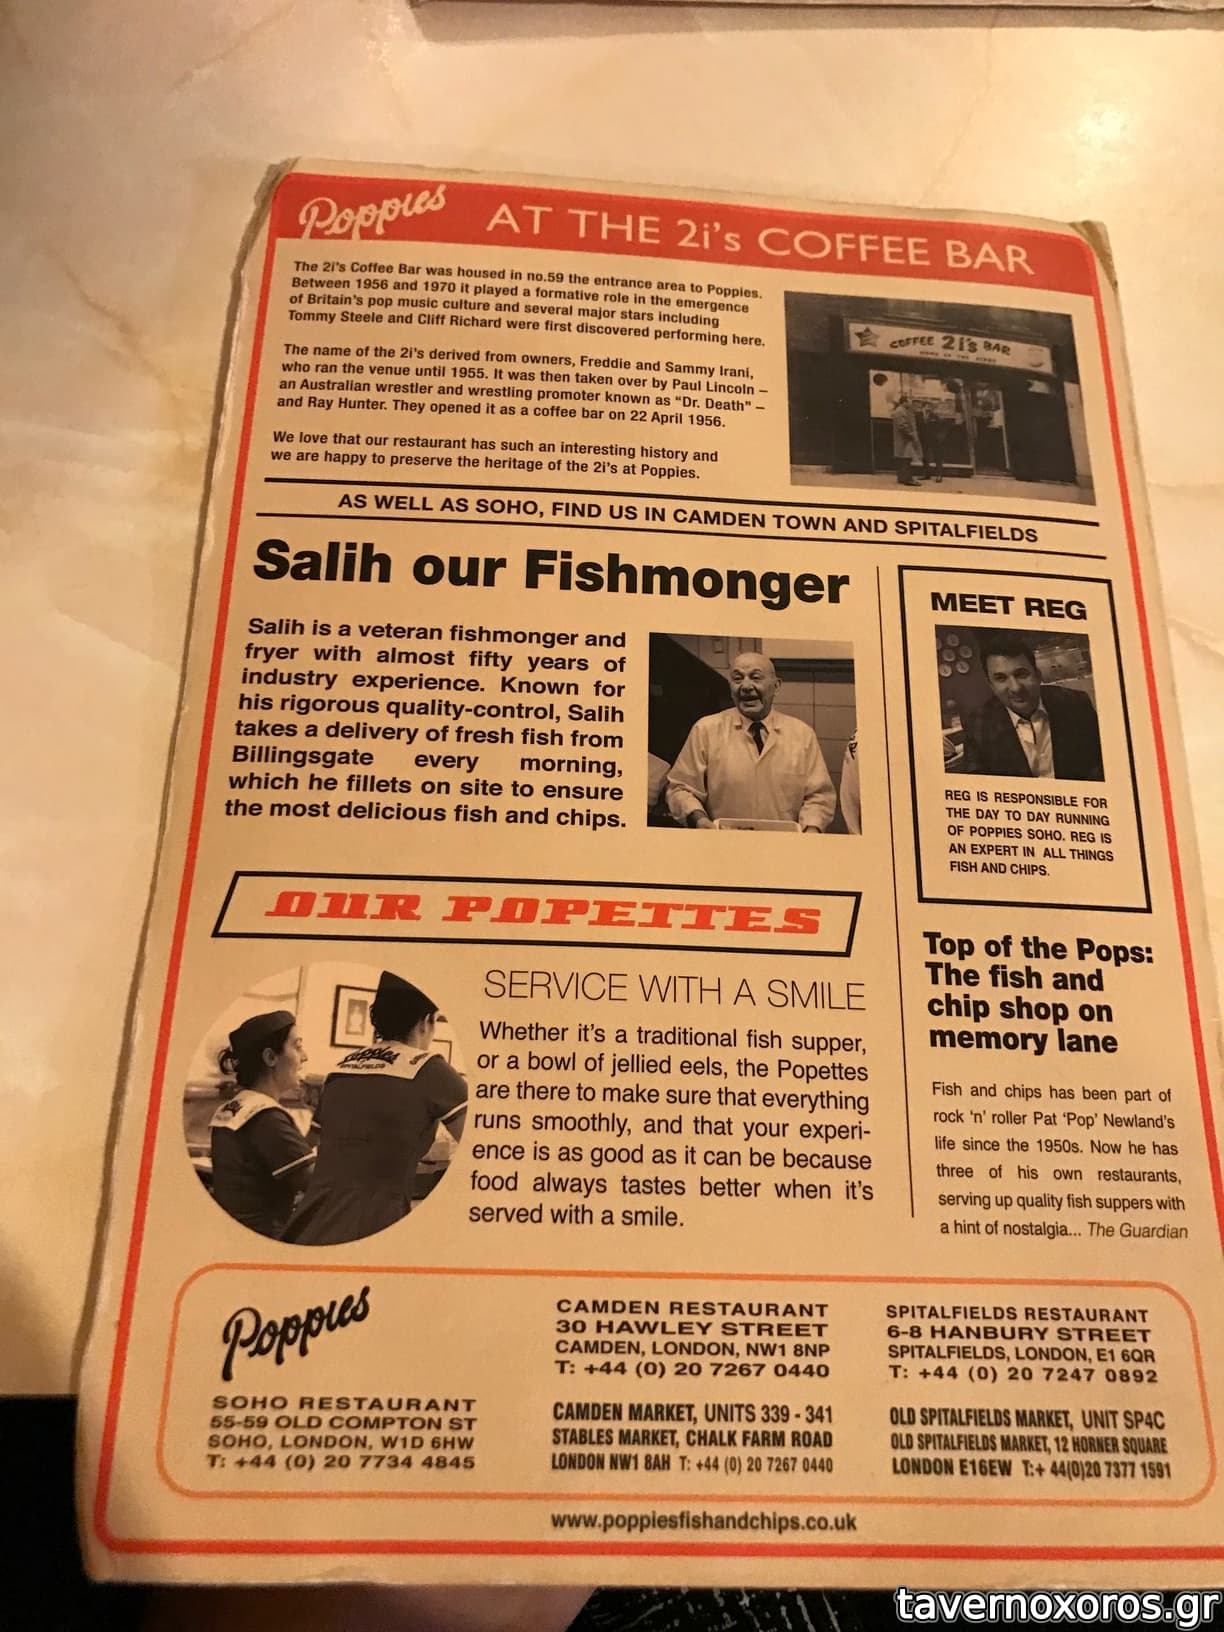 Poppies AT THE 2i's COFFEE BAR
The 2i's Coffee Bar was housed in no.59 the entrance area to Poppies.
Between 1956 and 1970 it played a formative role in the emergence
of Britain's pop music culture and several major stars including
Tommy Steele and Cliff Richard were first discovered performing here.
The name of the 2i's derived from owners, Freddie and Sammy Irani,
who ran the venue until 1955. It was then taken over by Paul Lincoln –
an Australian wrestler and wrestling promoter known as "Dr. Death" –
and Ray Hunter. They opened it as a coffee bar on 22 April 1956.
We love that our restaurant has such an interesting history and
we are happy to preserve the heritage of the 2i's at Poppies.
COFFEE 2i's BAR
HOME OF THE STARS
AS WELL AS SOHO, FIND US IN CAMDEN TOWN AND SPITALFIELDS
Salih our Fishmonger
Salih is a veteran fishmonger and
fryer with almost fifty years of
industry experience. Known for
his rigorous quality-control, Salih
takes a delivery of fresh fish from
Billingsgate every morning,
which he fillets on site to ensure
the most delicious fish and chips.
MEET REG
REG IS RESPONSIBLE FOR
THE DAY TO DAY RUNNING
OF POPPIES SOHO. REG IS
AN EXPERT IN ALL THINGS
FISH AND CHIPS.
OUR POPETTES
SERVICE WITH A SMILE
Whether it's a traditional fish supper,
or a bowl of jellied eels, the Popettes
are there to make sure that everything
runs smoothly, and that your experi-
ence is as good as it can be because
food always tastes better when it's
served with a smile.
Poppies
SPITALFIELDS
Top of the Pops:
The fish and
chip shop on
memory lane
Fish and chips has been part of
rock 'n' roller Pat 'Pop' Newland's
life since the 1950s. Now he has
three of his own restaurants,
serving up quality fish suppers with
a hint of nostalgia... The Guardian
Poppies
SOHO RESTAURANT
55-59 OLD COMPTON ST
SOHO, LONDON, W1D 6HW
T: +44 (0) 20 7734 4845
CAMDEN RESTAURANT
30 HAWLEY STREET
CAMDEN, LONDON, NW1 8NP
T: +44 (0) 20 7267 0440
CAMDEN MARKET, UNITS 339 - 341
STABLES MARKET, CHALK FARM ROAD
LONDON NW1 8AH T: +44 (0) 20 7267 0440
SPITALFIELDS RESTAURANT
6-8 HANBURY STREET
SPITALFIELDS, LONDON, E1 6QR
T: +44 (0) 20 7247 0892
OLD SPITALFIELDS MARKET, UNIT SP4C
OLD SPITALFIELDS MARKET, 12 HORNER SQUARE
LONDON E16EW T:+ 44(0)20 7377 1591
www.poppiesfishandchips.co.uk
tavernoxoros.gr